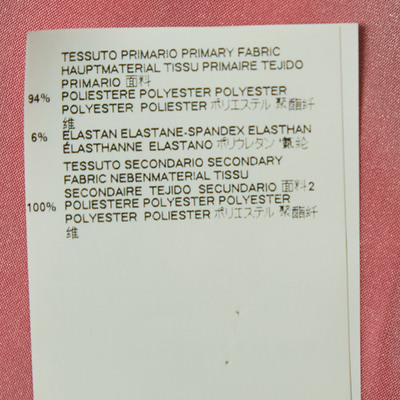 TESSUTO PRIMARIO PRIMARY FABRIC
HAUPTMATERIAL TISSU PRIMAIRE TEJIDO
PRIMARIO 面料
94% POLIESTERE POLYESTER POLYESTER
POLYESTER POLIESTER ポリエステル 聚酯纤
维
6% ELASTAN ELASTANE-SPANDEX ELASTHAN
ÉLASTHANNE ELASTANO ポリウレタン 氨纶
TESSUTO SECONDARIO SECONDARY
FABRIC NEBENMATERIAL TISSU
SECONDAIRE TEJIDO SECUNDARIO 面料2
100% POLIESTERE POLYESTER POLYESTER
POLYESTER POLIESTER ポリエステル 聚酯纤
维